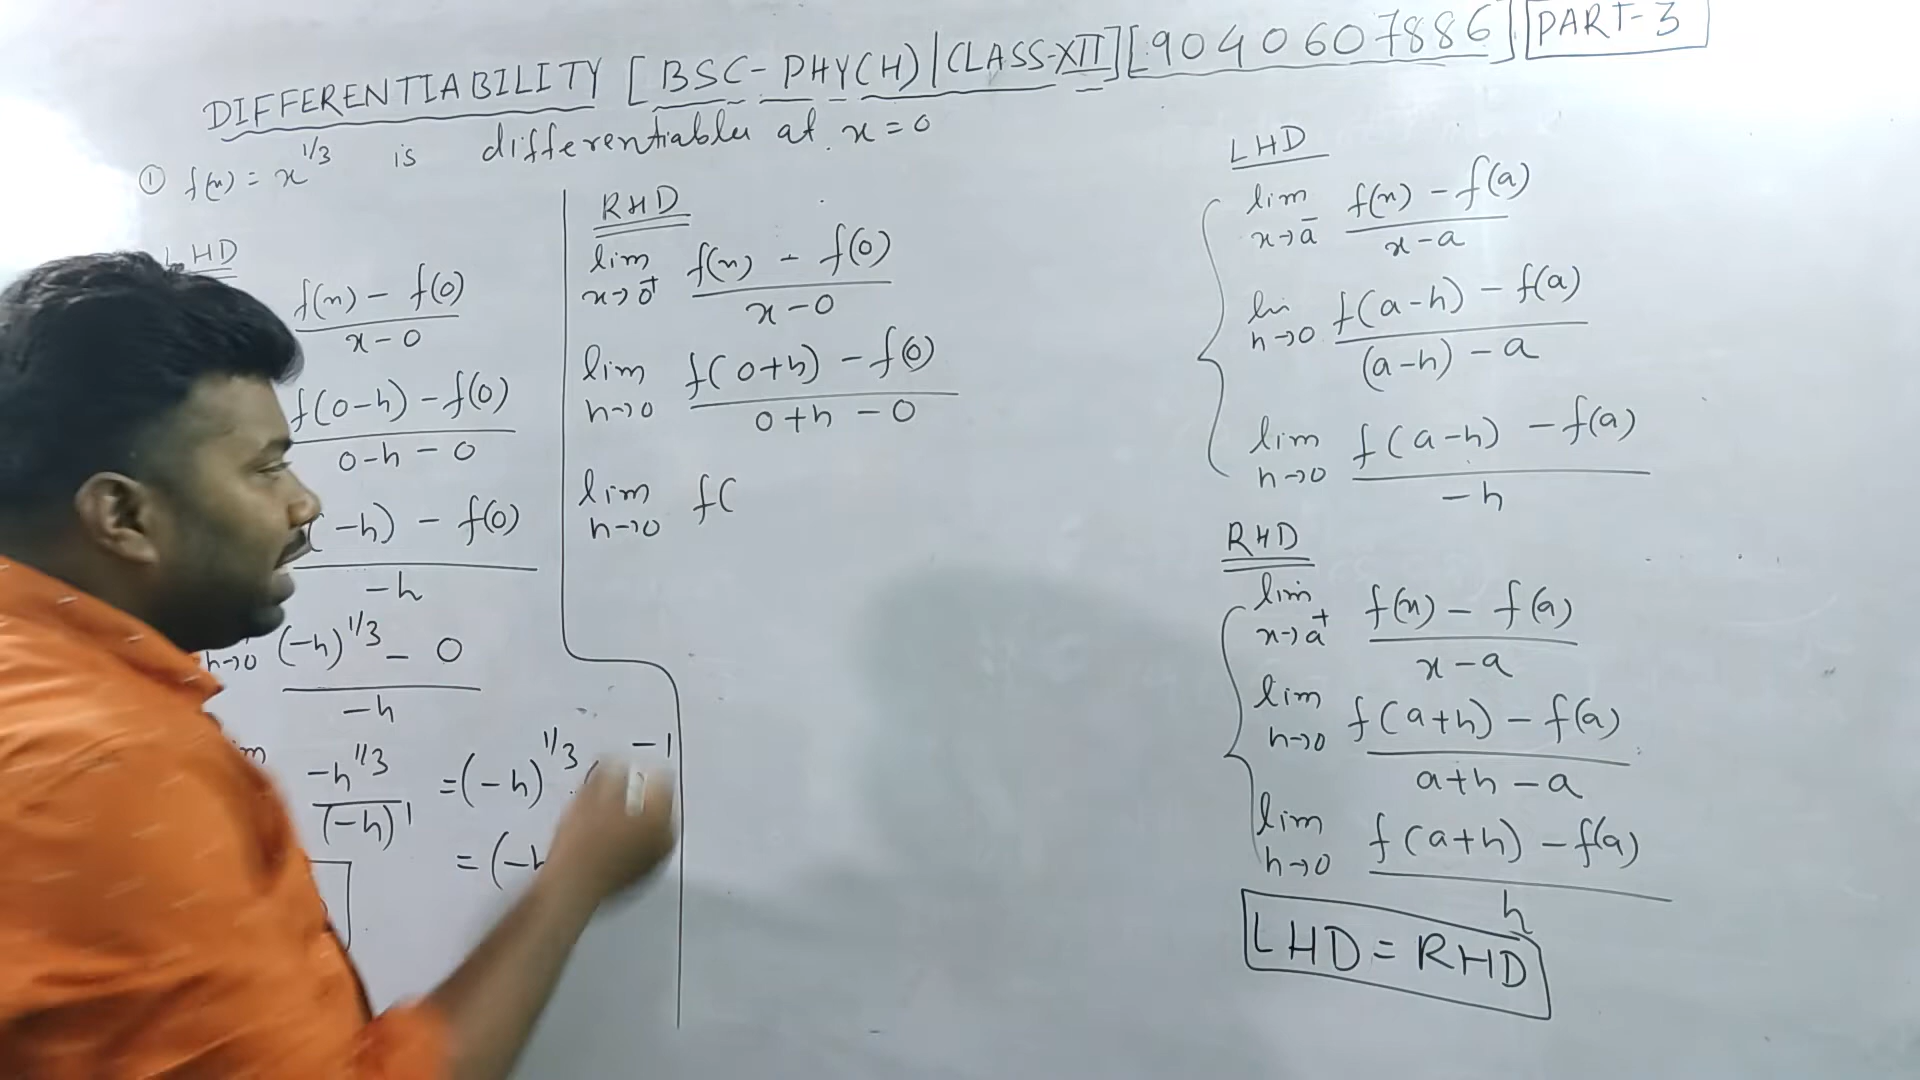 DIFFERENTIABILITY [BSC-PHY(H)|CLASS-XII] [9040607886] PART-3
① f(x) = x^{1/3} is differentiable at x = 0
LHD
f(x) - f(0)
x - 0
f(0-h) - f(0)
0-h-0
(-h) - f(0)
-h
h→0 (-h)^{1/3} - 0
-h
-h^{1/3} = (-h)^{1/3}
(-h)^1
-1
= (-h
RHD
lim x→0^+ f(x) - f(0)
x - 0
lim h→0 f(0+h) - f(0)
0+h-0
lim h→0 f(
LHD
lim x→a^- f(x) - f(a)
x - a
lim h→0 f(a-h) - f(a)
(a-h) - a
lim h→0 f(a-h) - f(a)
-h
RHD
lim x→a^+ f(x) - f(a)
x - a
lim h→0 f(a+h) - f(a)
a+h-a
lim h→0 f(a+h) - f(a)
h
LHD = RHD